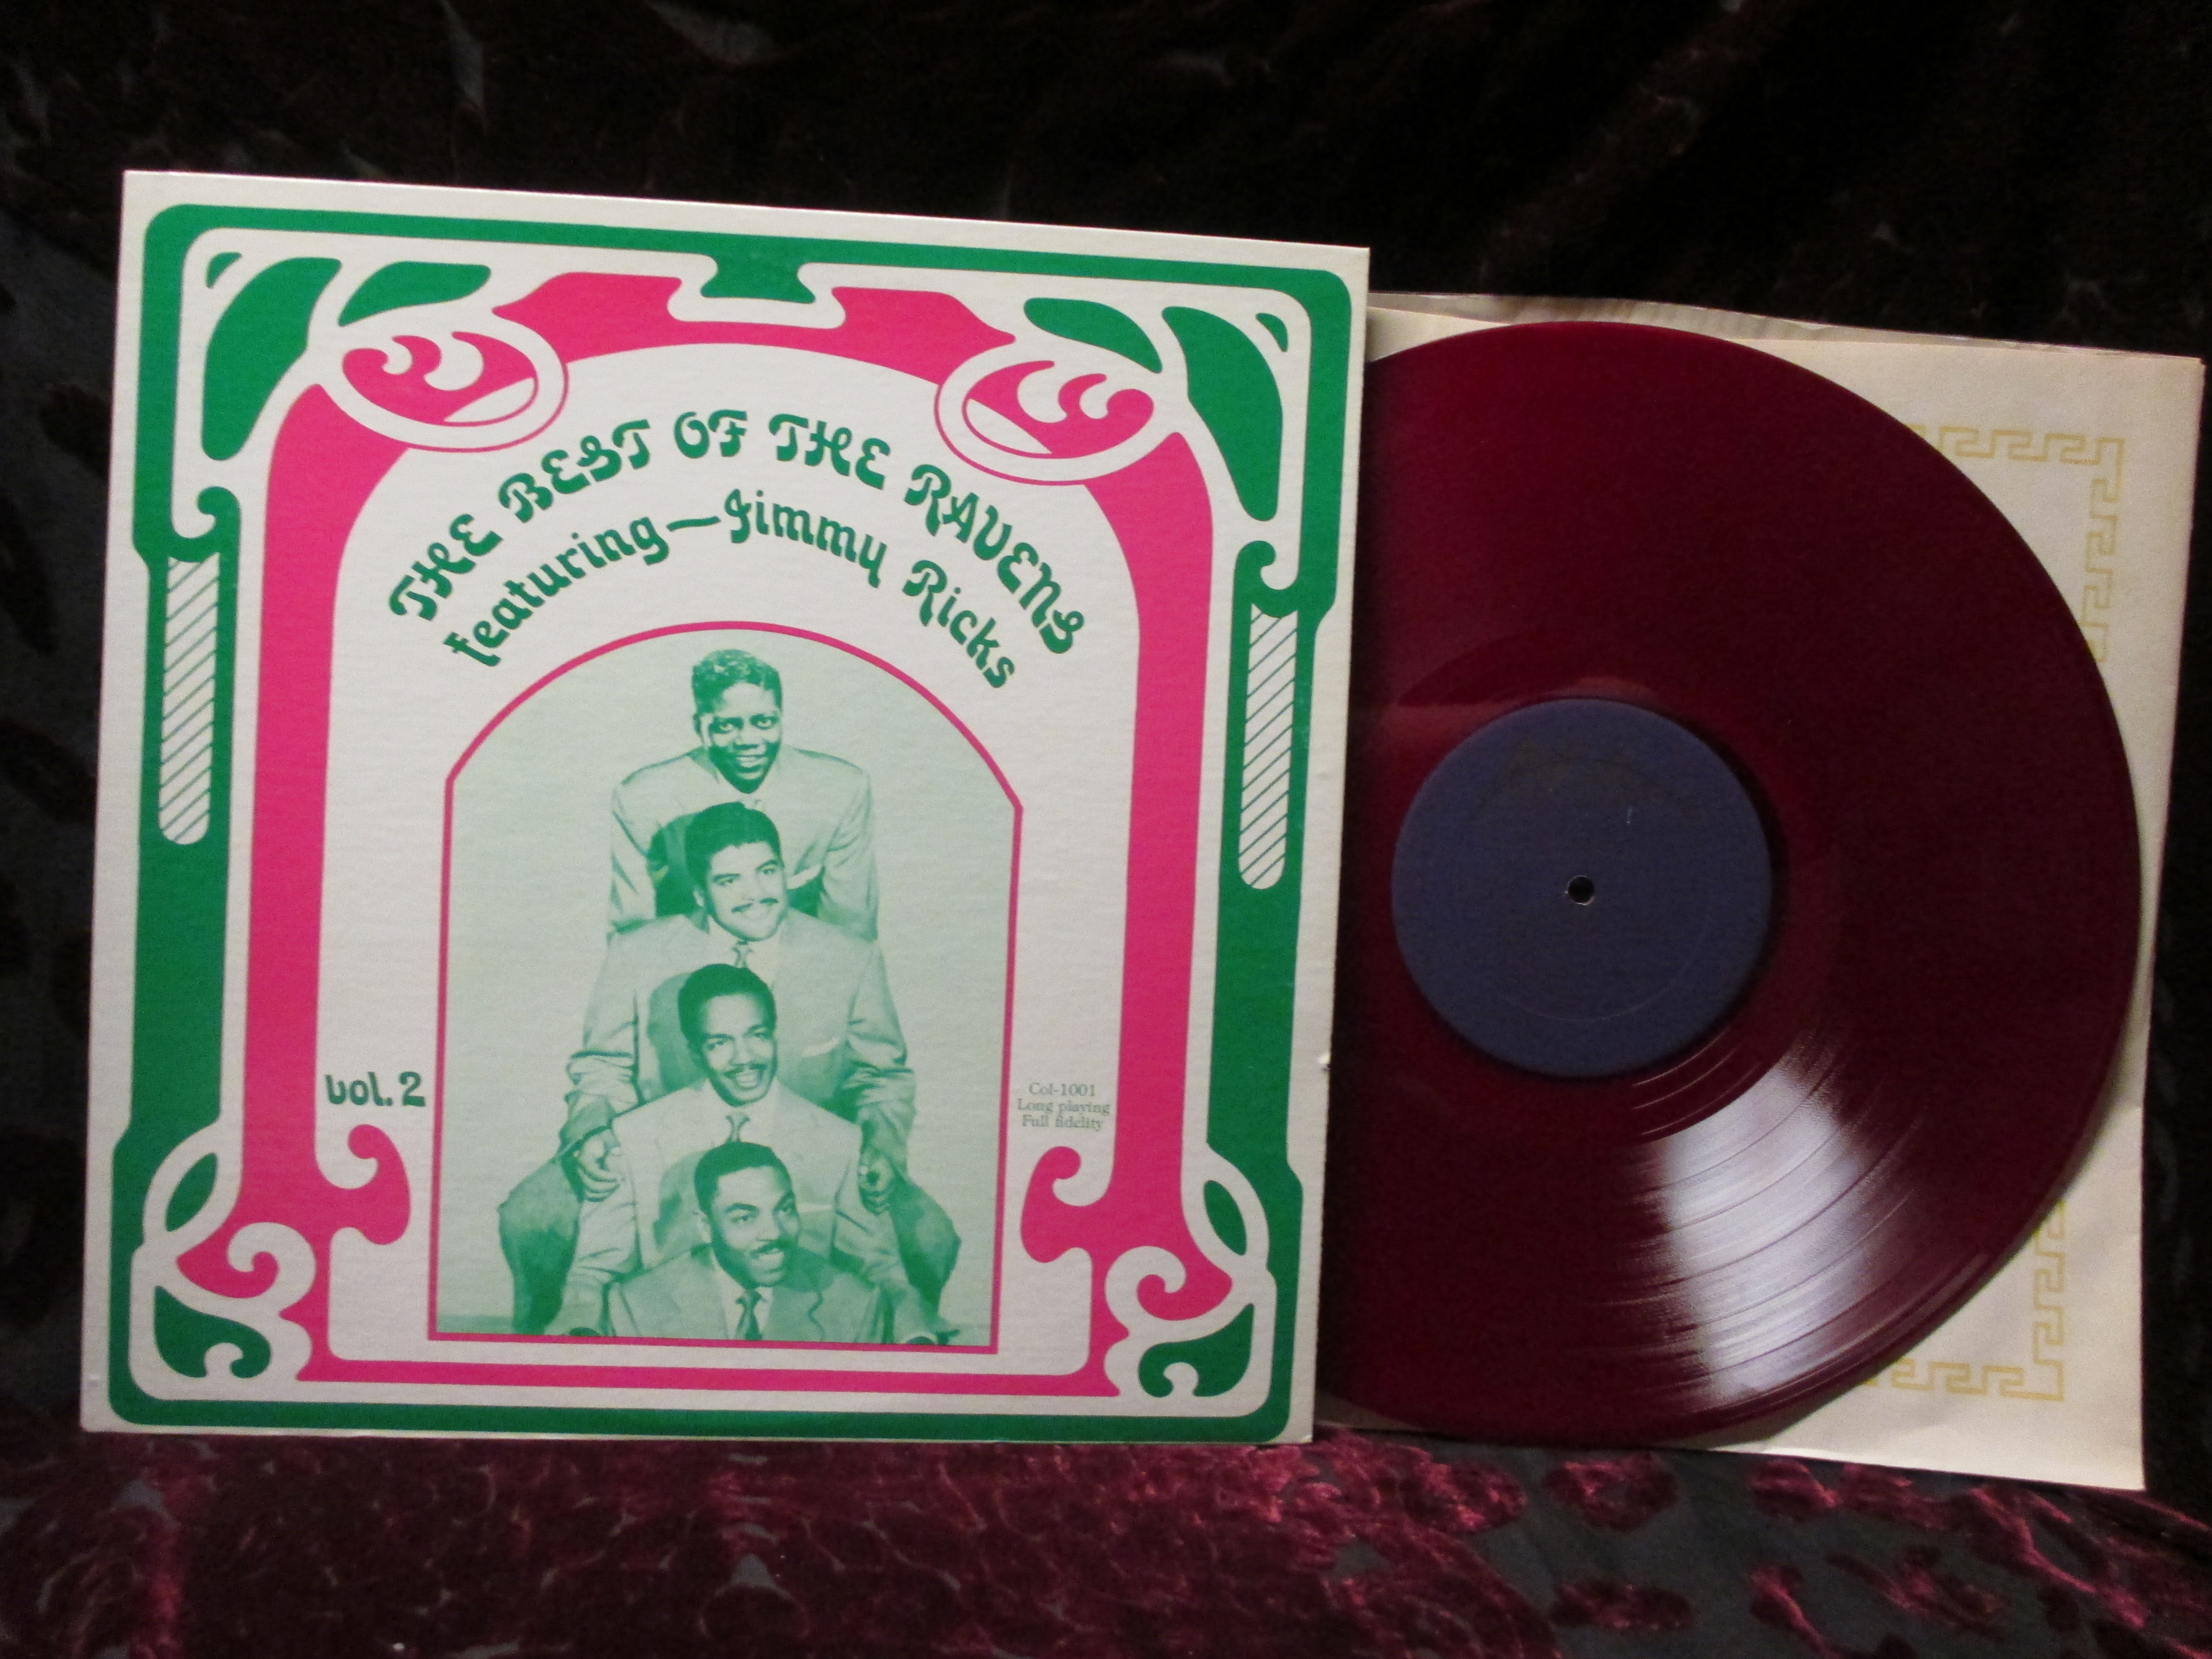 THE BEST OF THE RAVENS
featuring—Jimmy Ricks
vol. 2
Col-1001
Long playing
Full fidelity